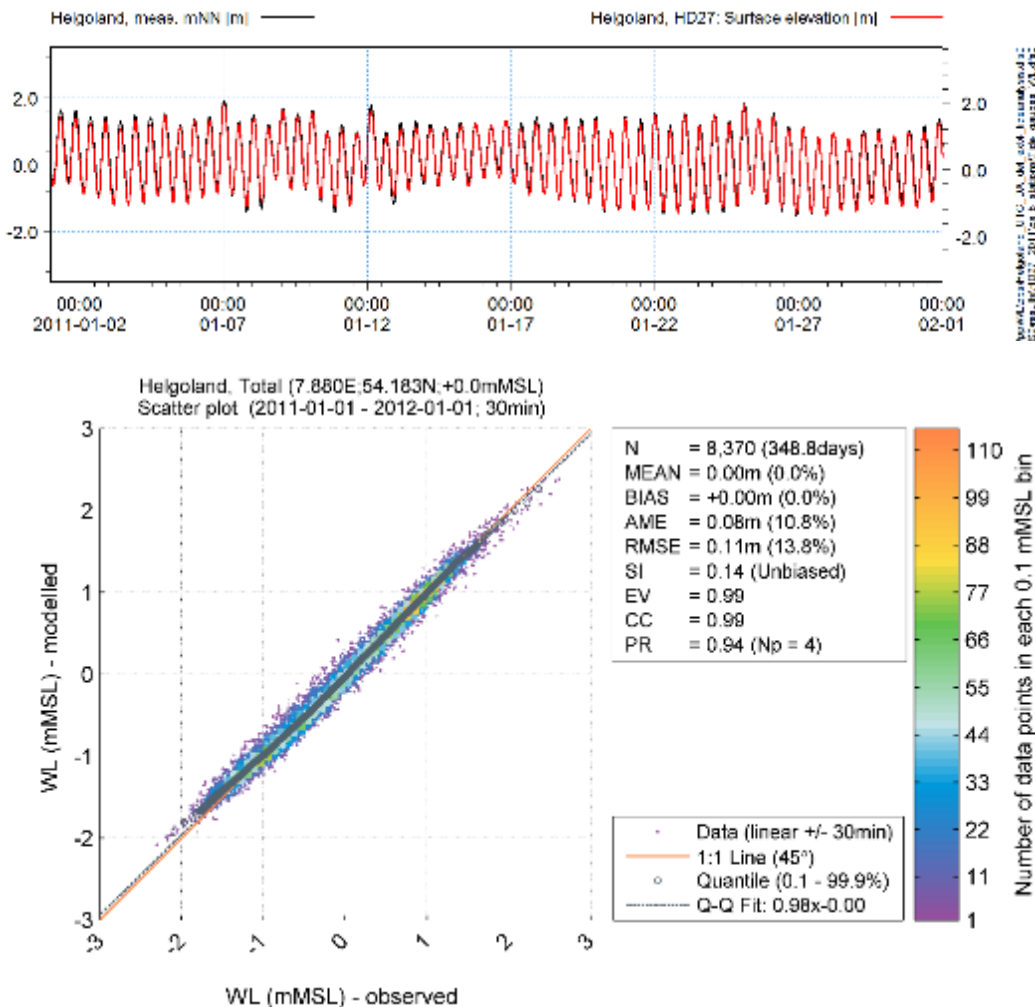 Helgoland, meas. mNN [m]
Helgoland, HD27: Surface elevation [m]
2.0
0.0
-2.0
2.0
0.0
-2.0
00:00 00:00 00:00 00:00 00:00 00:00 00:00
2011-01-02 01-07 01-12 01-17 01-22 01-27 02-01
Helgoland, Total (7.880E;54.183N;+0.0mMSL)
Scatter plot (2011-01-01 - 2012-01-01; 30min)
WL (mMSL) - modelled
3
2
1
0
-1
-2
-3
-3 -2 -1 0 1 2 3
WL (mMSL) - observed
N = 8,370 (348.8days)
MEAN = 0.00m (0.0%)
BIAS = +0.00m (0.0%)
AME = 0.08m (10.8%)
RMSE = 0.11m (13.8%)
SI = 0.14 (Unbiased)
EV = 0.99
CC = 0.99
PR = 0.94 (Np = 4)
Data (linear +/- 30min)
1:1 Line (45°)
Quantile (0.1 - 99.9%)
Q-Q Fit: 0.98x-0.00
110
99
88
77
66
55
44
33
22
11
1
Number of data points in each 0.1 mMSL bin